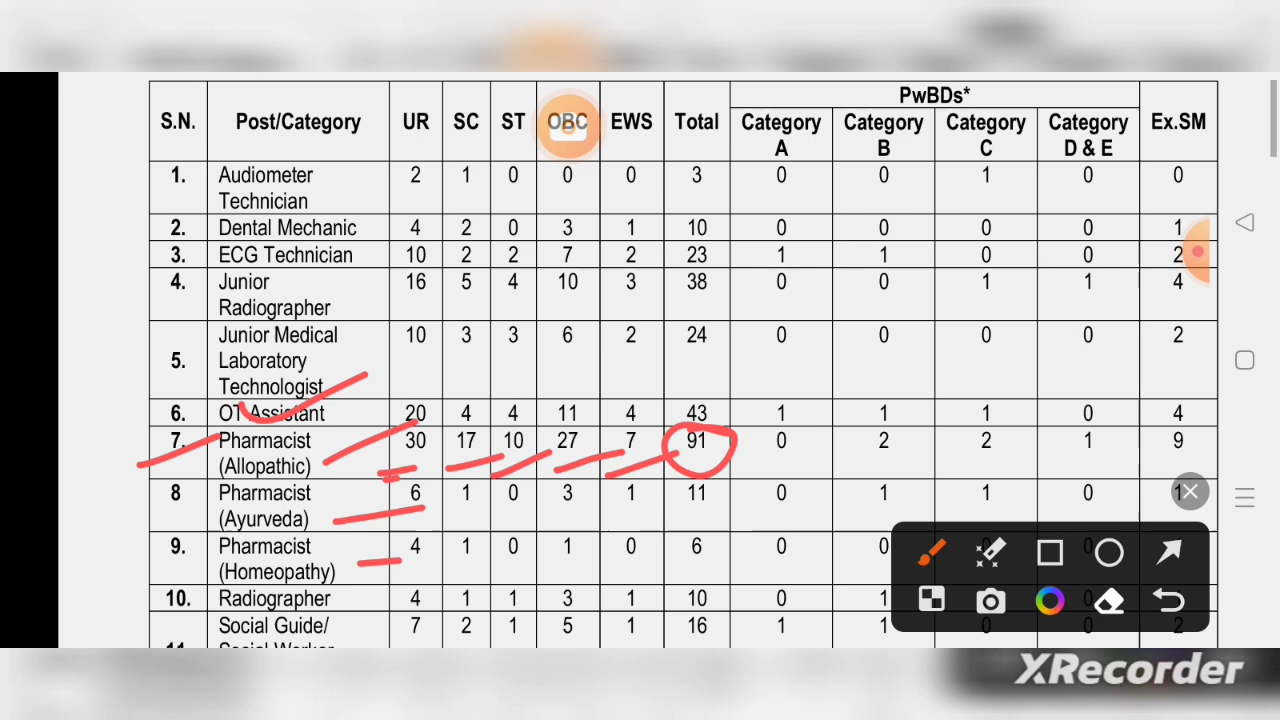 PwBDs*
S.N. Post/Category UR SC ST OBC EWS Total Category A Category B Category C Category D & E Ex.SM
1. Audiometer Technician 2 1 0 0 0 3 0 0 1 0 0
2. Dental Mechanic 4 2 0 3 1 10 0 0 0 0 1
3. ECG Technician 10 2 2 7 2 23 1 1 0 0 2
4. Junior Radiographer 16 5 4 10 3 38 0 0 1 1 4
5. Junior Medical Laboratory Technologist 10 3 3 6 2 24 0 0 0 0 2
6. OT Assistant 20 4 4 11 4 43 1 1 1 0 4
7. Pharmacist (Allopathic) 30 17 10 27 7 91 0 2 2 1 9
8 Pharmacist (Ayurveda) 6 1 0 3 1 11 0 1 1 0 1
9. Pharmacist (Homeopathy) 4 1 0 1 0 6 0 0
10. Radiographer 4 1 1 3 1 10 0 1
Social Guide/ 7 2 1 5 1 16 1 1
XRecorder